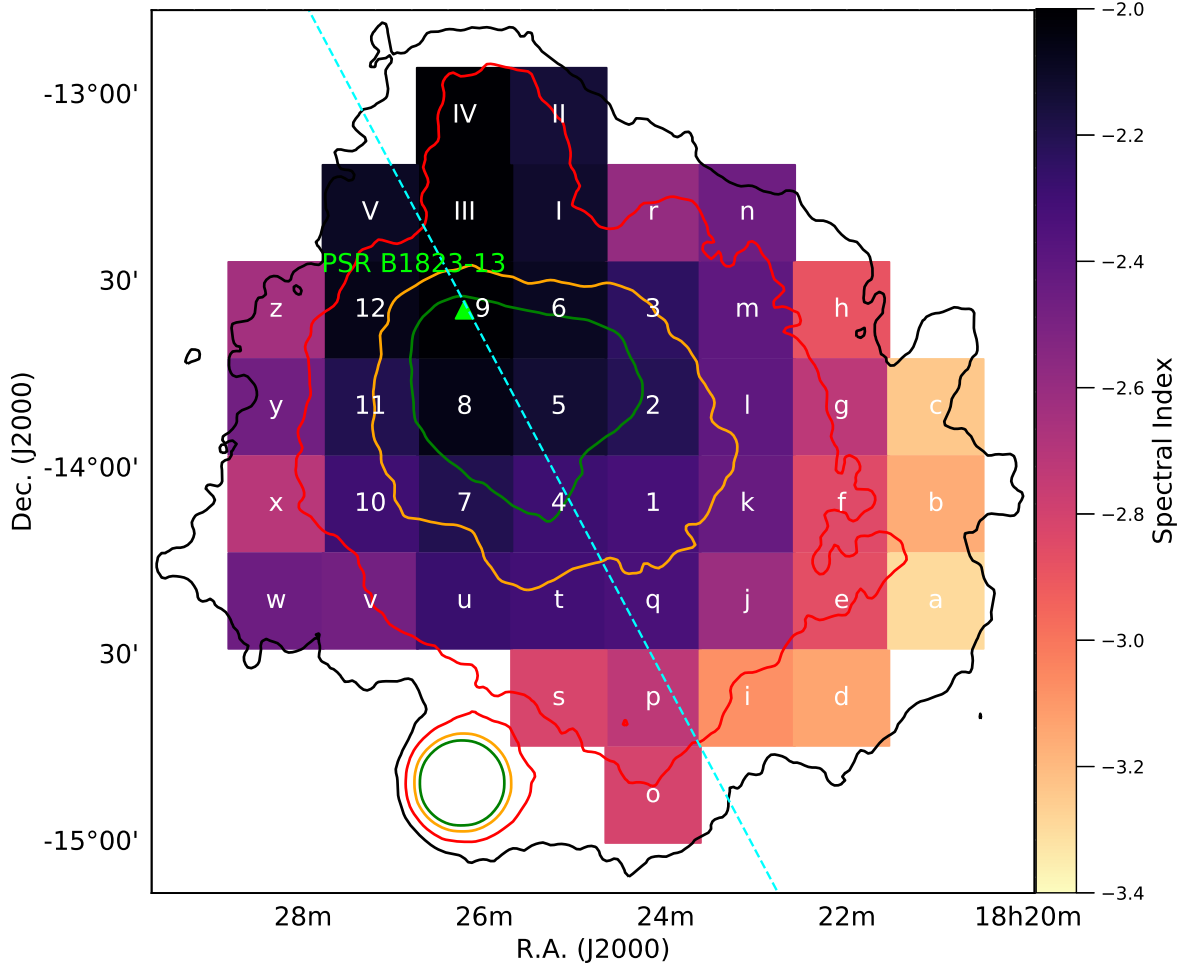 -2.0
-13°00'
IV II
−2.2
V III I r n
PSR B1823-13
−2.4
30'
z 12 9 6 3 m h
y 11 8 5 2 l g c
−2.6
-14°00'
x 10 7 4 1 k f b
−2.8
w v u t q j e a
30'
−3.0
s p i d
−3.2
o
-15°00'
−3.4
28m 26m 24m 22m 18h20m
R.A. (J2000)
Dec. (J2000)
Spectral Index